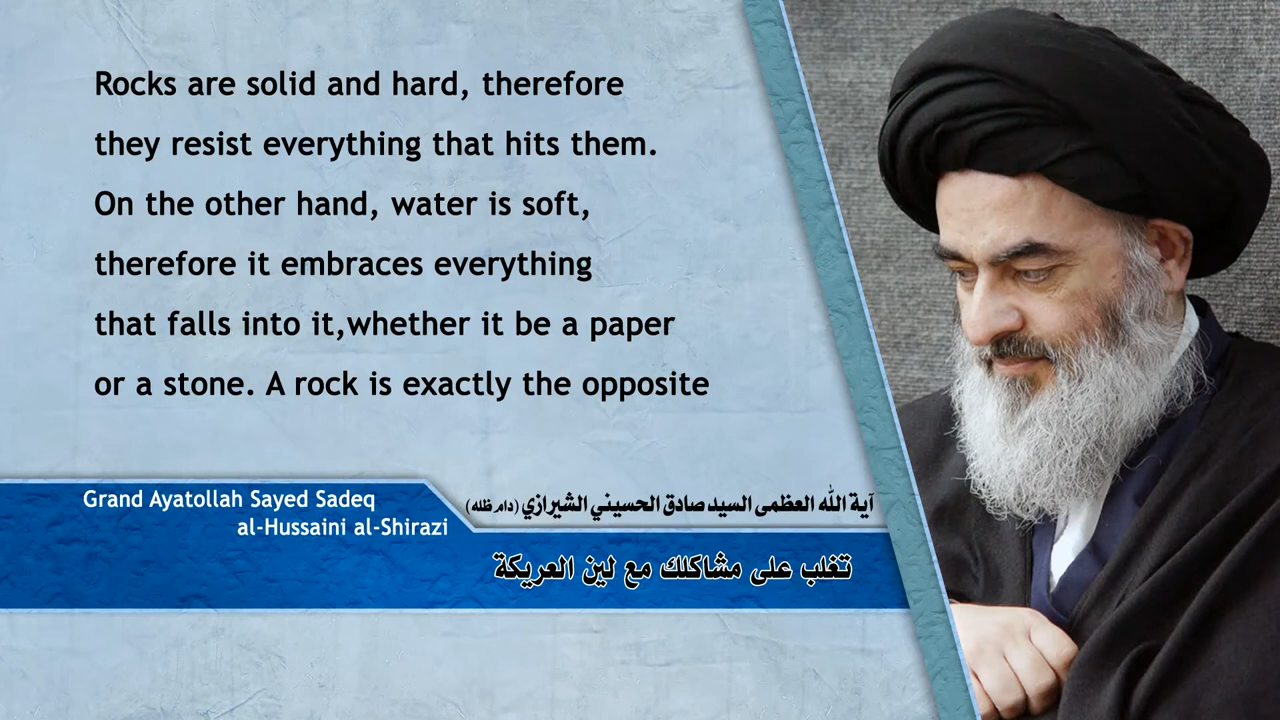 Rocks are solid and hard, therefore
they resist everything that hits them.
On the other hand, water is soft,
therefore it embraces everything
that falls into it,whether it be a paper
or a stone. A rock is exactly the opposite
Grand Ayatollah Sayed Sadeq
al-Hussaini al-Shirazi
آية الله العظمى السيد صادق الحسيني الشيرازي (دام ظله)
تغلب على مشاكلك مع لين العريكة